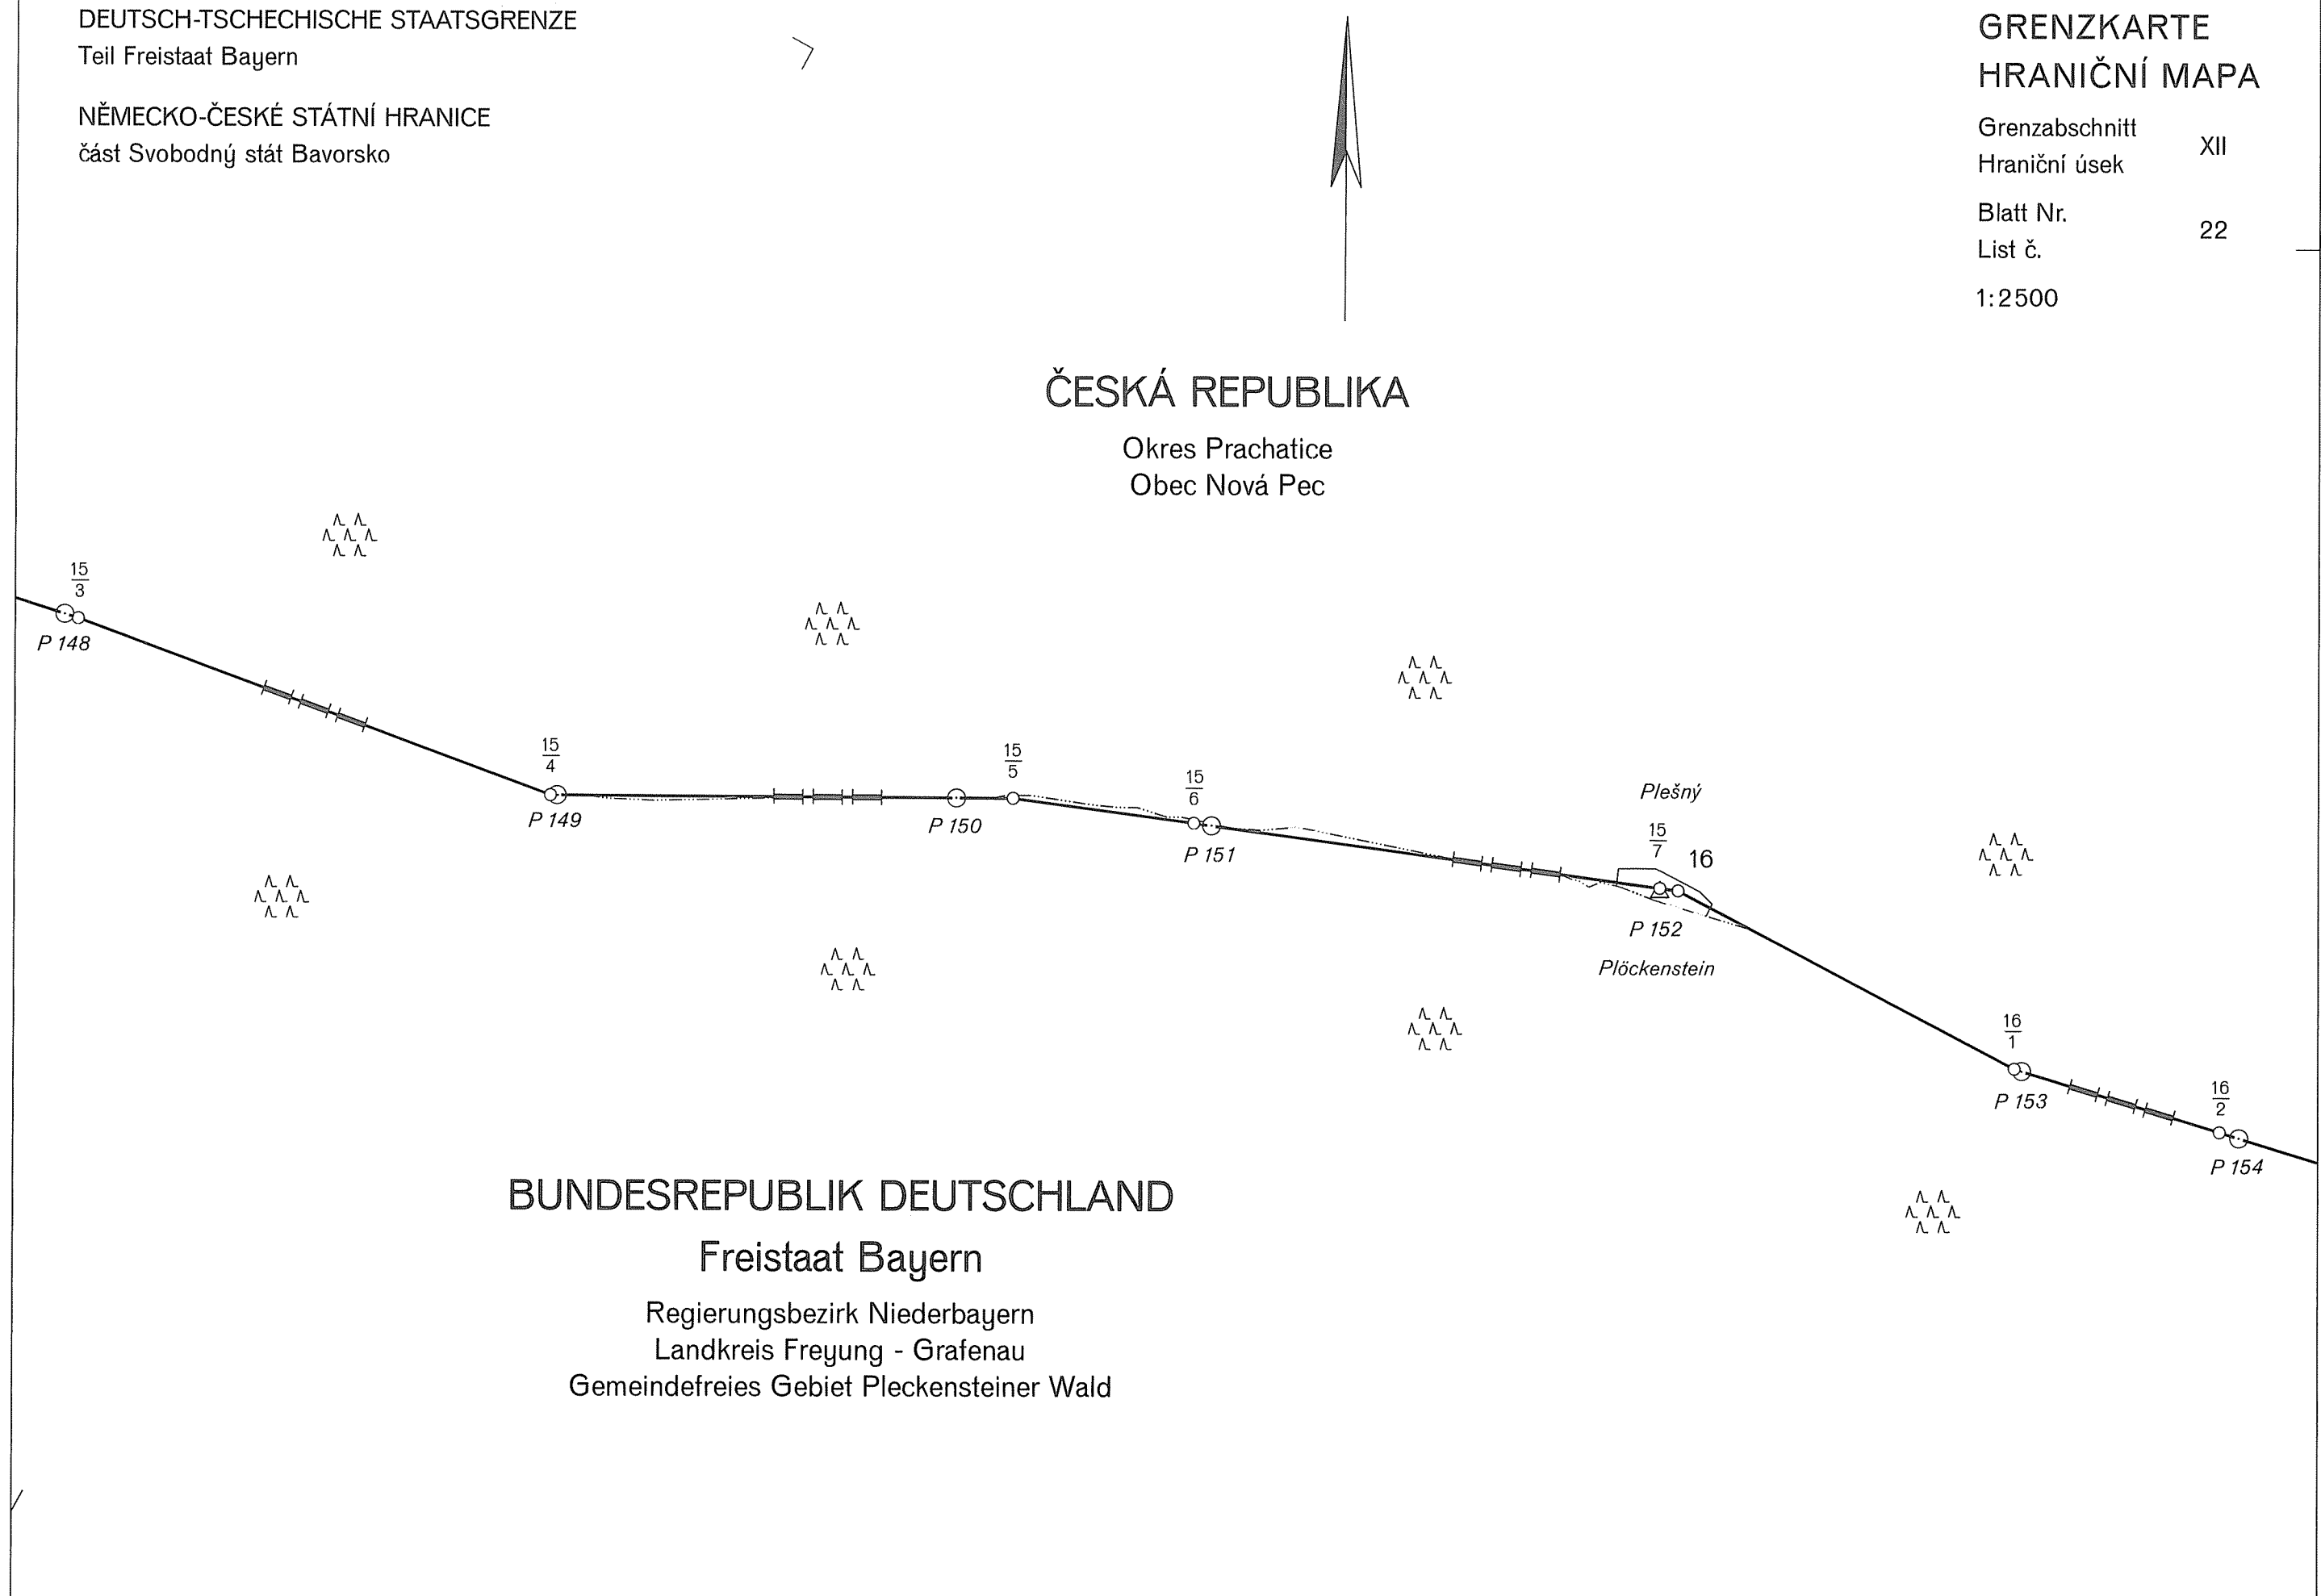 DEUTSCH-TSCHECHISCHE STAATSGRENZE
Teil Freistaat Bayern
NĚMECKO-ČESKÉ STÁTNÍ HRANICE
část Svobodný stát Bavorsko
GRENZKARTE
HRANIČNÍ MAPA
Grenzabschnitt
Hraniční úsek
XII
Blatt Nr.
List č.
22
1:2500
ČESKÁ REPUBLIKA
Okres Prachatice
Obec Nová Pec
15
3
P 148
15
4
P 149
P 150
15
5
15
6
P 151
Plešný
15
7
16
P 152
Plöckenstein
16
1
P 153
16
2
P 154
BUNDESREPUBLIK DEUTSCHLAND
Freistaat Bayern
Regierungsbezirk Niederbayern
Landkreis Freyung - Grafenau
Gemeindefreies Gebiet Pleckensteiner Wald